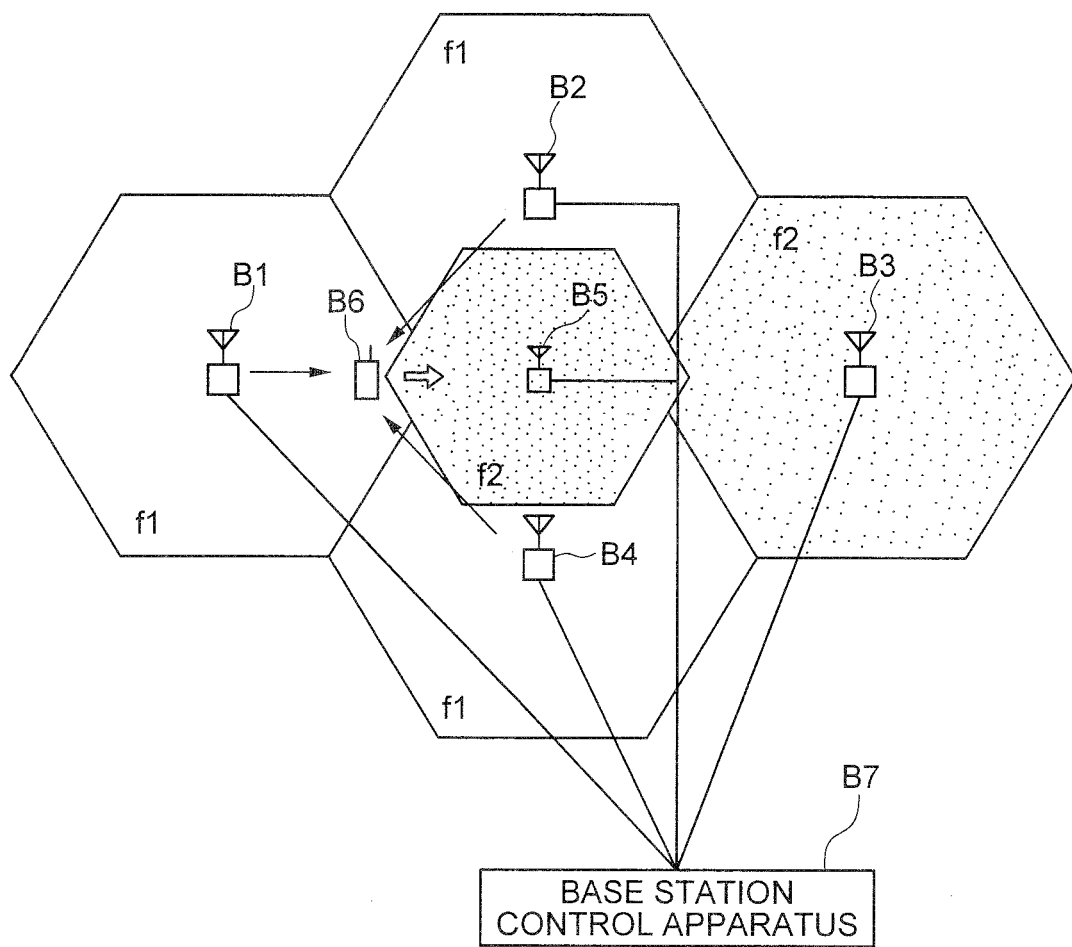 f1
B2
f2
B1
B6
B5
B3
f2
f1
B4
f1
B7
BASE STATION
CONTROL APPARATUS